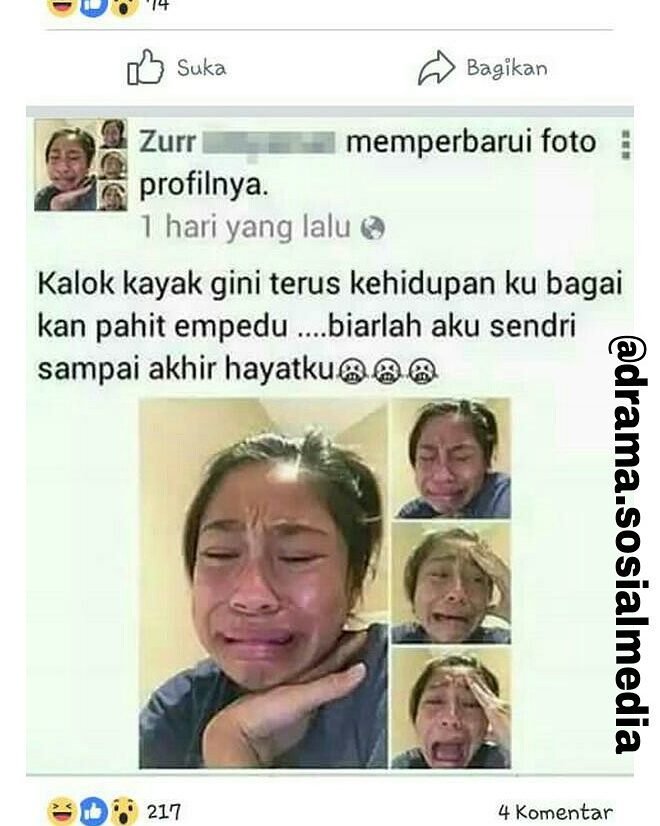 74
Suka Bagikan
Zurr memperbarui foto
profilnya.
1 hari yang lalu
Kalok kayak gini terus kehidupan ku bagai
kan pahit empedu ....biarlah aku sendri
sampai akhir hayatku
@drama.sosialmedia
217 4 Komentar